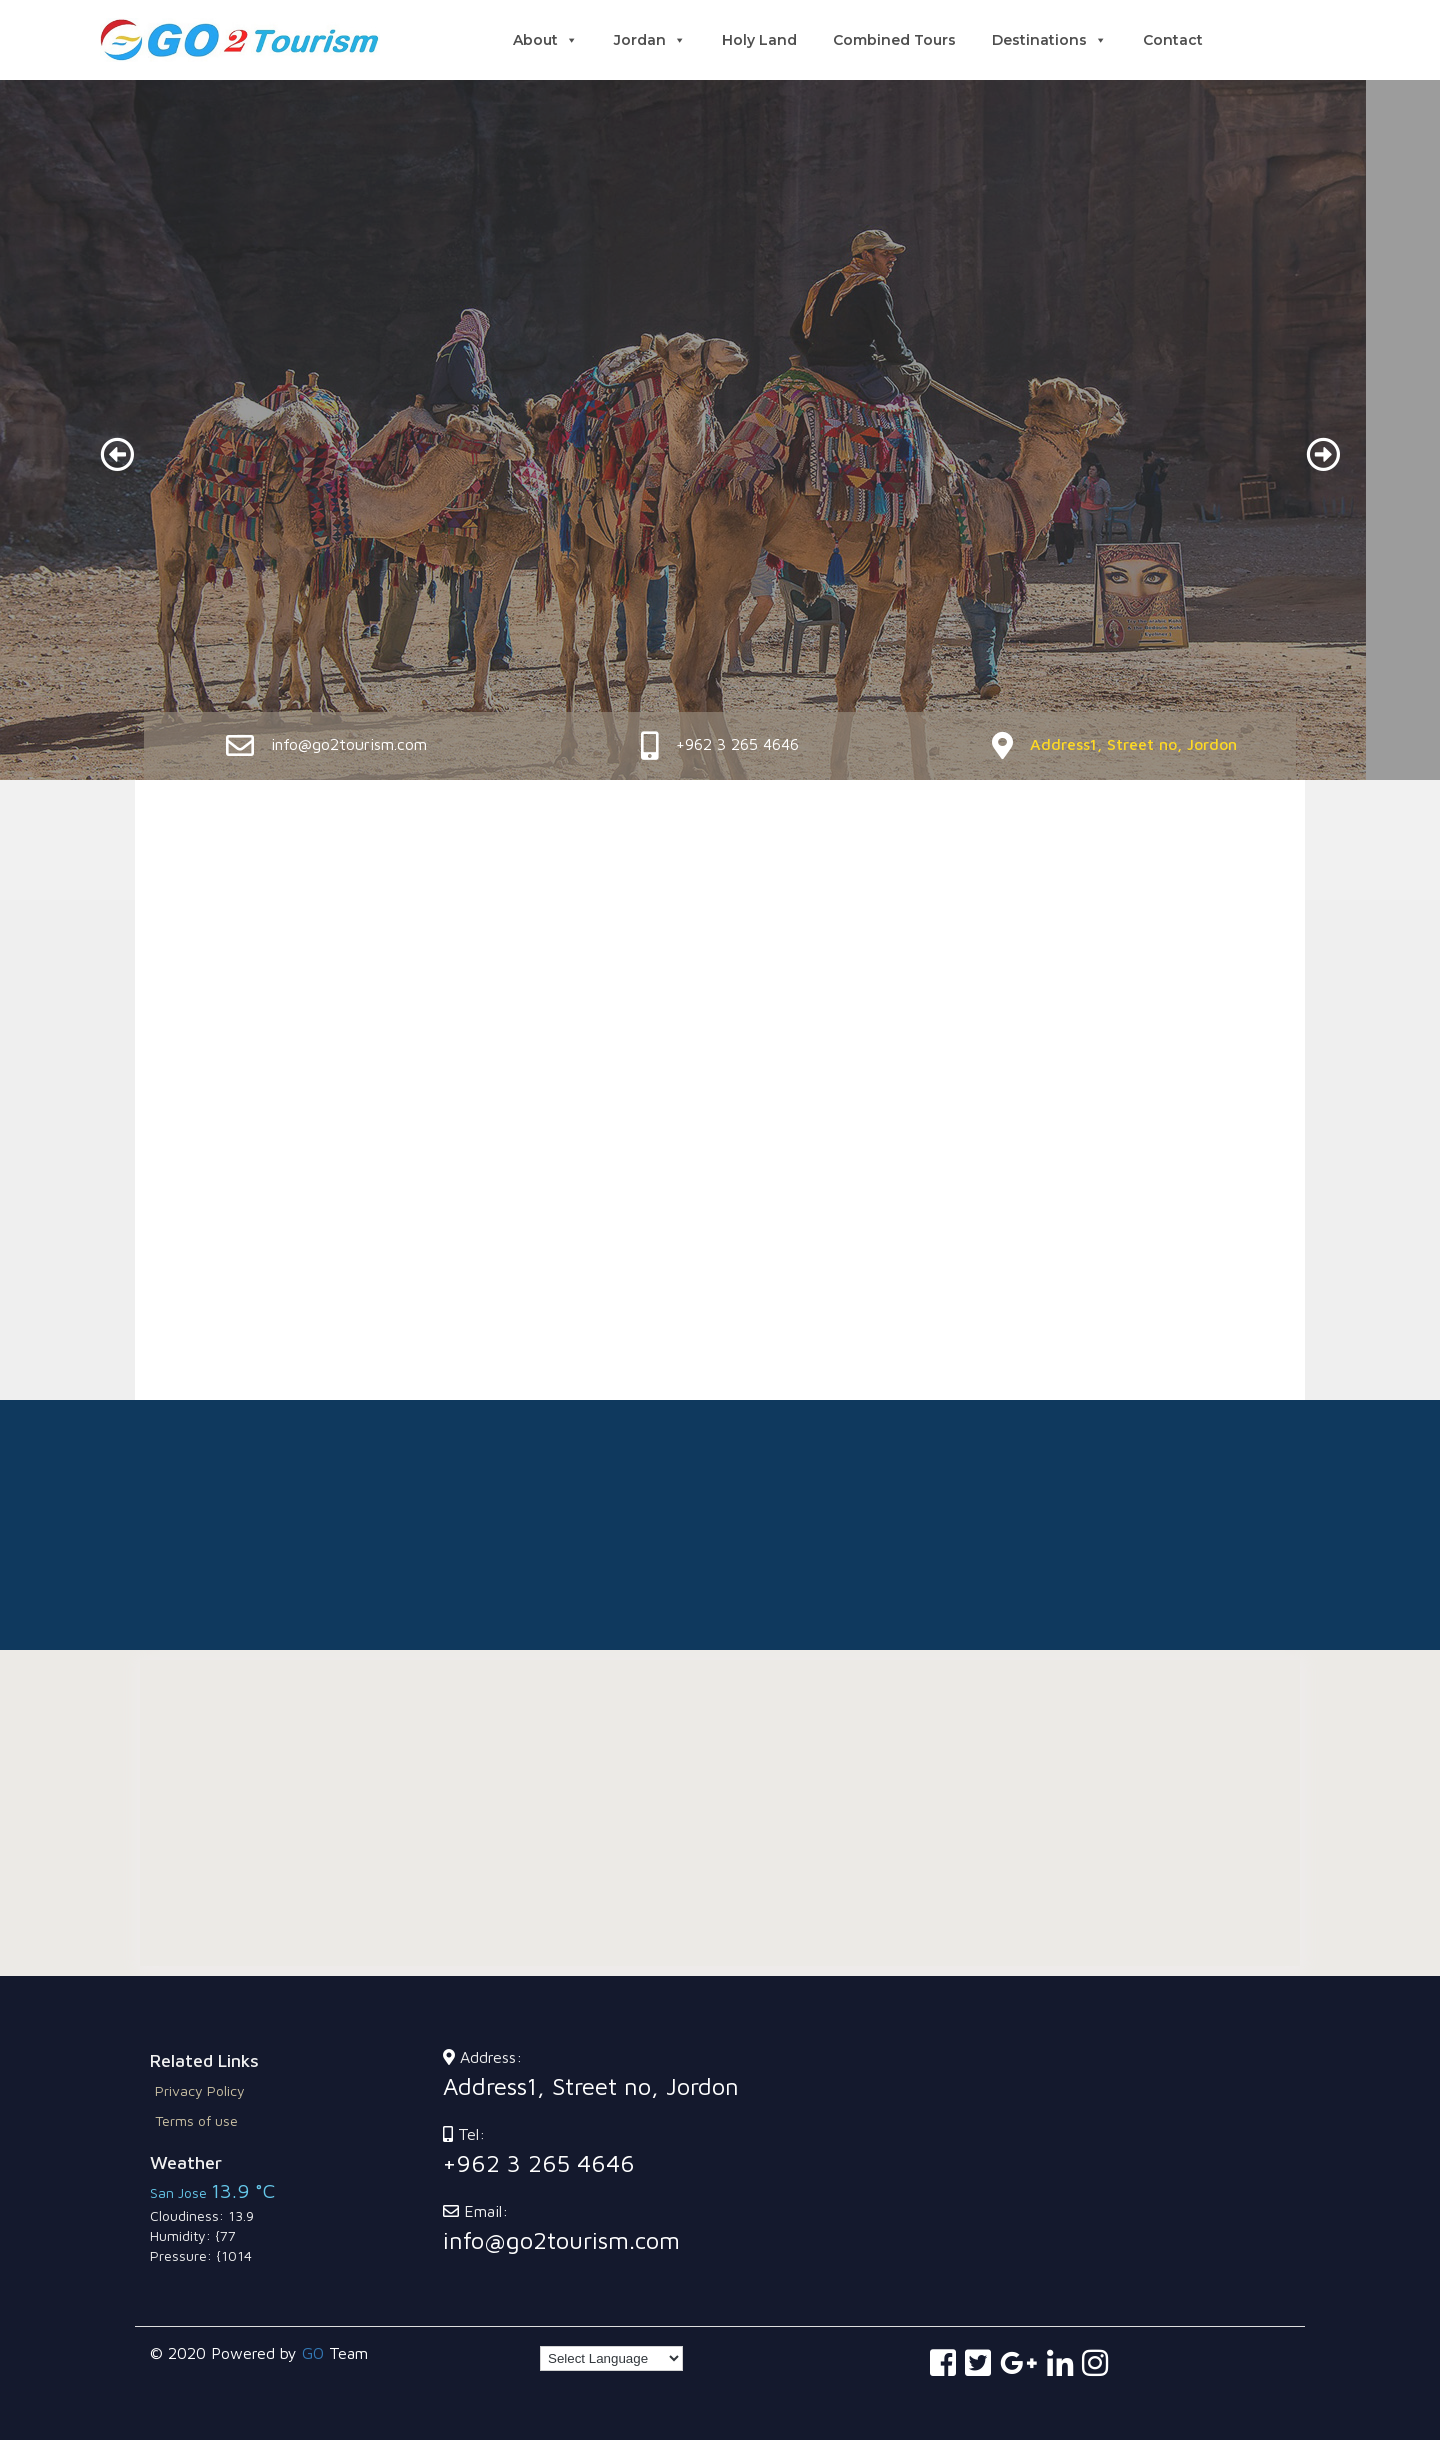 GO 2 Tourism
About Jordan Holy Land Combined Tours Destinations Contact
info@go2tourism.com +962 3 265 4646 Address1, Street no, Jordon
Related Links
Privacy Policy
Terms of use
Weather
San Jose 13.9 °C
Cloudiness: 13.9
Humidity: {77
Pressure: {1014
Address:
Address1, Street no, Jordon
Tel:
+962 3 265 4646
Email:
info@go2tourism.com
© 2020 Powered by GO Team
Select Language